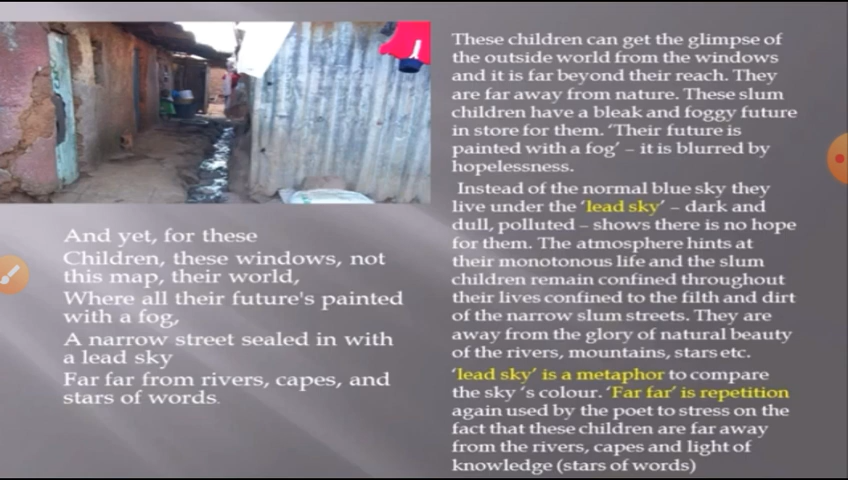 And yet, for these
Children, these windows, not
this map, their world,
Where all their future's painted
with a fog,
A narrow street sealed in with
a lead sky
Far far from rivers, capes, and
stars of words.
These children can get the glimpse of
the outside world from the windows
and it is far beyond their reach. They
are far away from nature. These slum
children have a bleak and foggy future
in store for them. ‘Their future is
painted with a fog’ – it is blurred by
hopelessness.
Instead of the normal blue sky they
live under the ‘lead sky’ – dark and
dull, polluted – shows there is no hope
for them. The atmosphere hints at
their monotonous life and the slum
children remain confined throughout
their lives confined to the filth and dirt
of the narrow slum streets. They are
away from the glory of natural beauty
of the rivers, mountains, stars etc.
‘lead sky’ is a metaphor to compare
the sky ‘s colour. ‘Far far’ is repetition
again used by the poet to stress on the
fact that these children are far away
from the rivers, capes and light of
knowledge (stars of words)